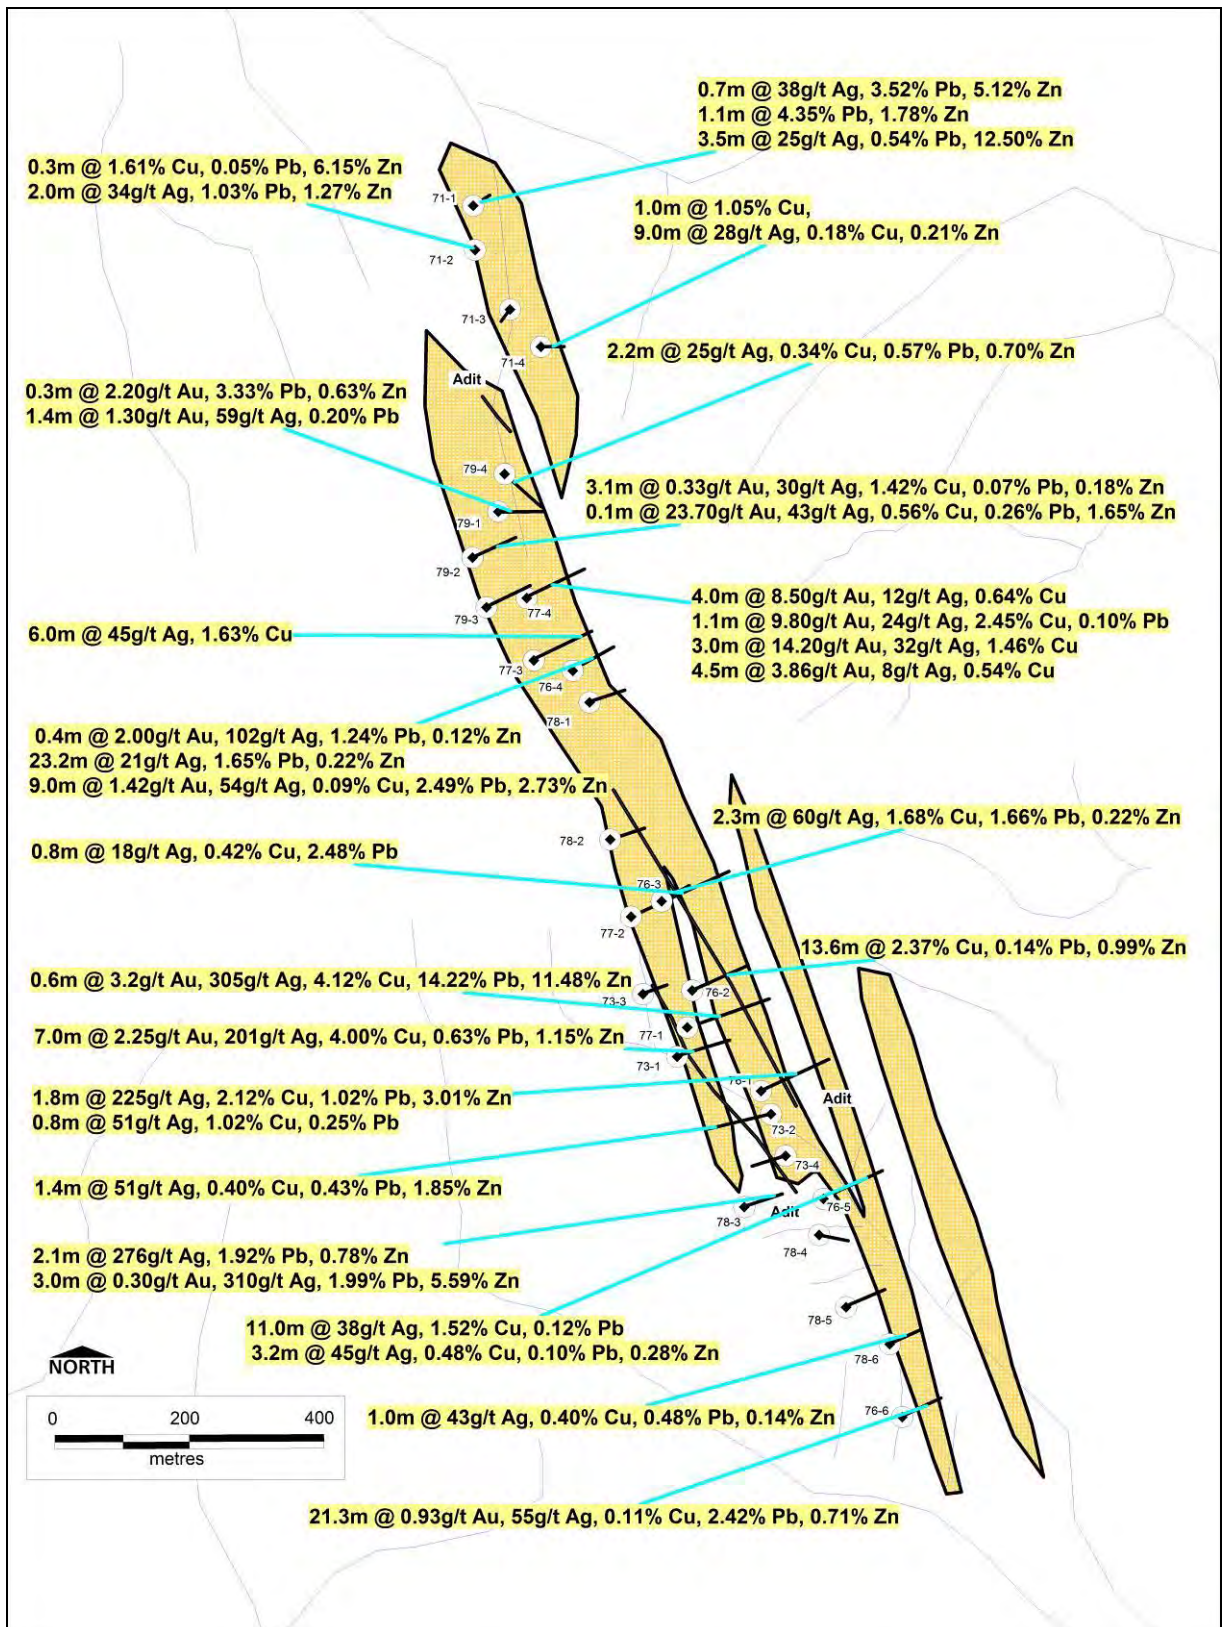 0.7m @ 38g/t Ag, 3.52% Pb, 5.12% Zn
1.1m @ 4.35% Pb, 1.78% Zn
3.5m @ 25g/t Ag, 0.54% Pb, 12.50% Zn
0.3m @ 1.61% Cu, 0.05% Pb, 6.15% Zn
2.0m @ 34g/t Ag, 1.03% Pb, 1.27% Zn
71-1
1.0m @ 1.05% Cu,
9.0m @ 28g/t Ag, 0.18% Cu, 0.21% Zn
71-2
71-3
2.2m @ 25g/t Ag, 0.34% Cu, 0.57% Pb, 0.70% Zn
71-4
Adit
0.3m @ 2.20g/t Au, 3.33% Pb, 0.63% Zn
1.4m @ 1.30g/t Au, 59g/t Ag, 0.20% Pb
79-4
3.1m @ 0.33g/t Au, 30g/t Ag, 1.42% Cu, 0.07% Pb, 0.18% Zn
0.1m @ 23.70g/t Au, 43g/t Ag, 0.56% Cu, 0.26% Pb, 1.65% Zn
79-1
79-2
4.0m @ 8.50g/t Au, 12g/t Ag, 0.64% Cu
1.1m @ 9.80g/t Au, 24g/t Ag, 2.45% Cu, 0.10% Pb
3.0m @ 14.20g/t Au, 32g/t Ag, 1.46% Cu
4.5m @ 3.86g/t Au, 8g/t Ag, 0.54% Cu
79-3
77-4
6.0m @ 45g/t Ag, 1.63% Cu
77-3
76-4
78-1
0.4m @ 2.00g/t Au, 102g/t Ag, 1.24% Pb, 0.12% Zn
23.2m @ 21g/t Ag, 1.65% Pb, 0.22% Zn
9.0m @ 1.42g/t Au, 54g/t Ag, 0.09% Cu, 2.49% Pb, 2.73% Zn
2.3m @ 60g/t Ag, 1.68% Cu, 1.66% Pb, 0.22% Zn
78-2
0.8m @ 18g/t Ag, 0.42% Cu, 2.48% Pb
76-3
77-2
13.6m @ 2.37% Cu, 0.14% Pb, 0.99% Zn
0.6m @ 3.2g/t Au, 305g/t Ag, 4.12% Cu, 14.22% Pb, 11.48% Zn
76-2
73-3
7.0m @ 2.25g/t Au, 201g/t Ag, 4.00% Cu, 0.63% Pb, 1.15% Zn
77-1
73-1
1.8m @ 225g/t Ag, 2.12% Cu, 1.02% Pb, 3.01% Zn
0.8m @ 51g/t Ag, 1.02% Cu, 0.25% Pb
76-1
Adit
73-2
73-4
1.4m @ 51g/t Ag, 0.40% Cu, 0.43% Pb, 1.85% Zn
76-5
Adit
78-3
78-4
2.1m @ 276g/t Ag, 1.92% Pb, 0.78% Zn
3.0m @ 0.30g/t Au, 310g/t Ag, 1.99% Pb, 5.59% Zn
78-5
11.0m @ 38g/t Ag, 1.52% Cu, 0.12% Pb
3.2m @ 45g/t Ag, 0.48% Cu, 0.10% Pb, 0.28% Zn
78-6
NORTH
1.0m @ 43g/t Ag, 0.40% Cu, 0.48% Pb, 0.14% Zn
76-6
0 200 400
metres
21.3m @ 0.93g/t Au, 55g/t Ag, 0.11% Cu, 2.42% Pb, 0.71% Zn